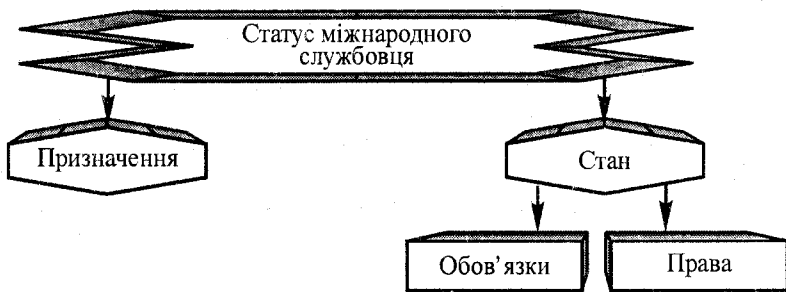 Статус міжнародного
службовця
Призначення
Стан
Обов’язки
Права